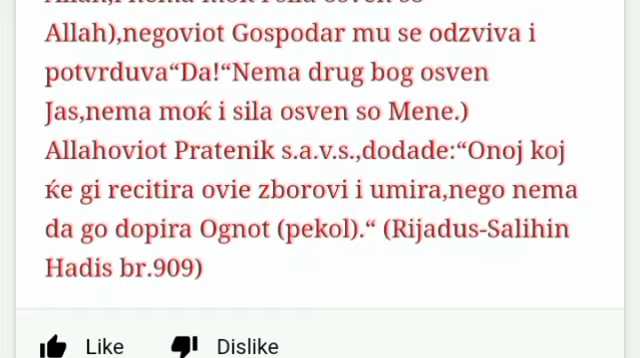 Allah),negoviot Gospodar mu se odzviva i
potvrduva“Da!“Nema drug bog osven
Jas,nema moḱ i sila osven so Mene.)
Allahoviot Pratenik s.a.v.s.,dodade:“Onoj koj
ḱe gi recitira ovie zborovi i umira,nego nema
da go dopira Ognot (pekol).“ (Rijadus-Salihin
Hadis br.909)
Like Dislike